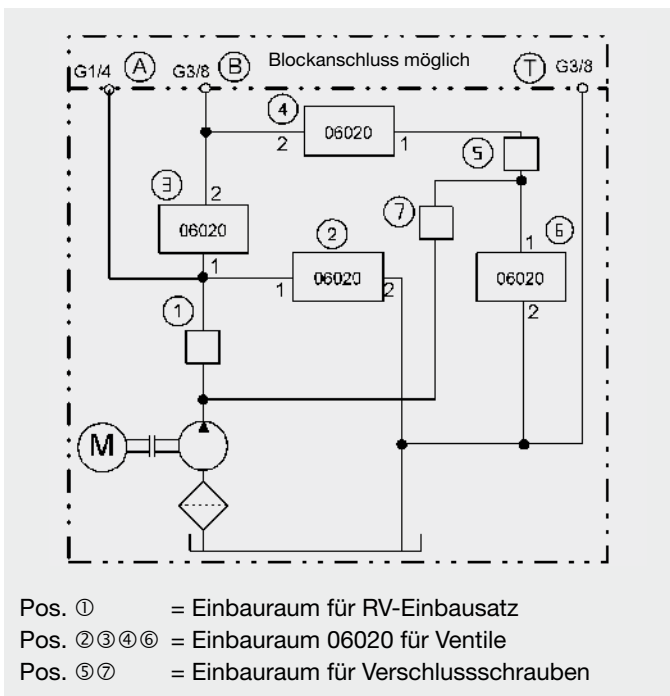 Blockanschluss möglich
G1/4 Ⓐ G3/8 Ⓑ Ⓣ G3/8
④
06020
2 1
⑤
③ 2
06020
1
②
1 06020 2
⑦
1 ⑥
06020
2
①
M
Pos. ① = Einbauraum für RV-Einbausatz
Pos. ②③④⑥ = Einbauraum 06020 für Ventile
Pos. ⑤⑦ = Einbauraum für Verschlussschrauben